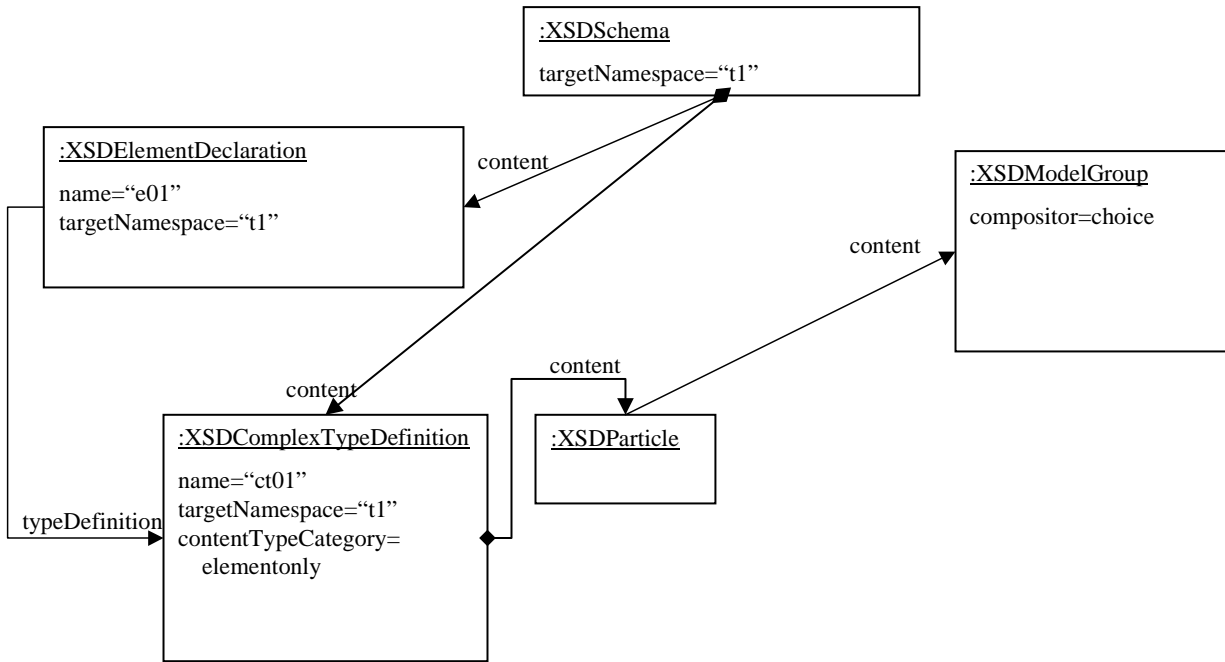 :XSDSchema
targetNamespace=“t1”
:XSDElementDeclaration
name=“e01”
targetNamespace=“t1”
content
:XSDModelGroup
compositor=choice
content
content
content
:XSDComplexTypeDefinition
name=“ct01”
targetNamespace=“t1”
contentTypeCategory=
elementonly
:XSDParticle
typeDefinition